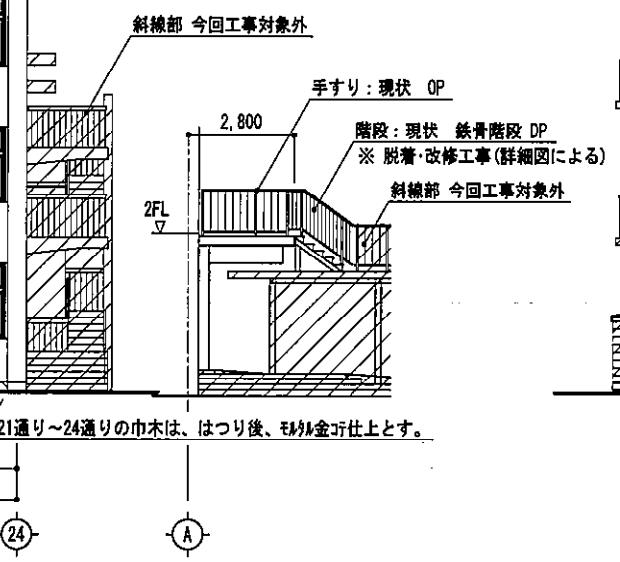 斜線部 今回工事対象外
手すり：現状 OP
2,800
階段：現状 鉄骨階段 DP
※ 脱着・改修工事(詳細図による)
斜線部 今回工事対象外
2FL
21通り～24通りの巾木は、はつり後、ﾓﾙﾀﾙ金ｺﾃ仕上とす。
24
A